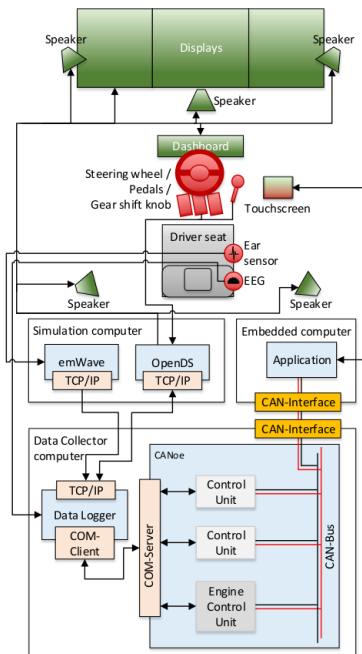 Speaker
Displays
Speaker
Speaker
Dashboard
Steering wheel /
Pedals /
Gear shift knob
Touchscreen
Driver seat
Ear
sensor
EEG
Speaker
Speaker
Simulation computer
emWave
TCP/IP
OpenDS
TCP/IP
Embedded computer
Application
CAN-Interface
CAN-Interface
Data Collector
computer
TCP/IP
Data Logger
COM-
Client
COM-Server
CANoe
Control
Unit
Control
Unit
Engine
Control
Unit
CAN-Bus